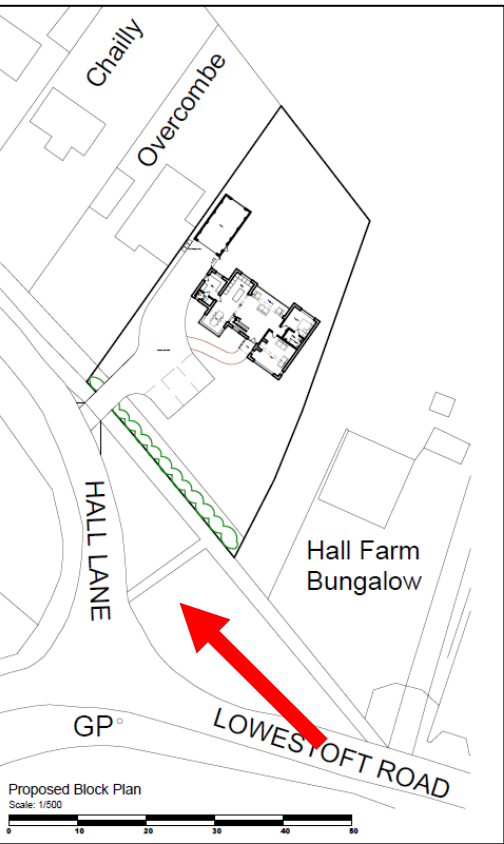 Chailly
Overcombe
HALL LANE
Hall Farm
Bungalow
GP
LOWESTOFT ROAD
Proposed Block Plan
Scale: 1/500
0 10 20 30 40 50